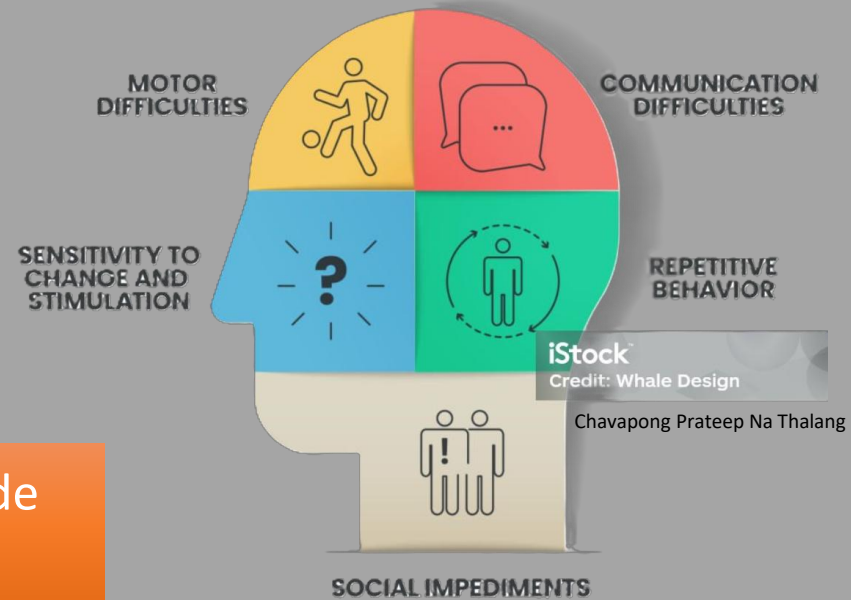 MOTOR
DIFFICULTIES
COMMUNICATION
DIFFICULTIES
SENSITIVITY TO
CHANGE AND
STIMULATION
?
REPETITIVE
BEHAVIOR
iStock
Credit: Whale Design
Chavapong Prateep Na Thalang
!
de
SOCIAL IMPEDIMENTS